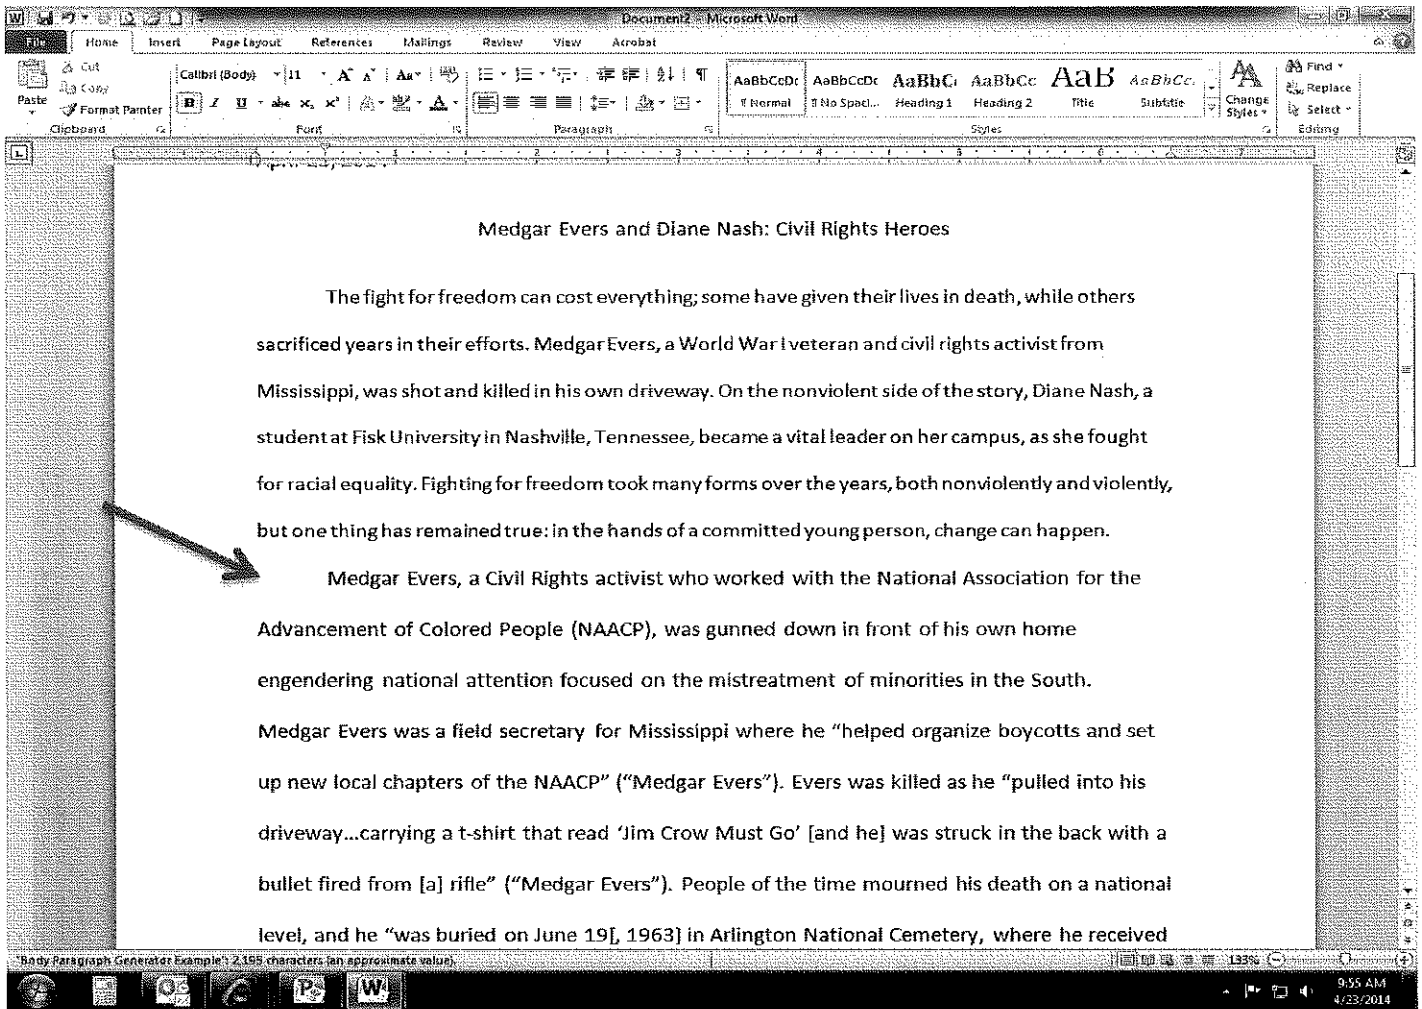 Document2 - Microsoft Word
File Home Insert Page Layout References Mailings Review View Acrobat
Cut
Copy
Format Painter
Paste
Calibri (Body) 11
AaBbCcDc AaBbCcDc AaBbC AaBbCc AaB AaBbCc.
¶ Normal ¶ No Spaci... Heading 1 Heading 2 Title Subtitle
Change Styles
Find
Replace
Select
Clipboard Font Paragraph Styles Editing
Medgar Evers and Diane Nash: Civil Rights Heroes
The fight for freedom can cost everything; some have given their lives in death, while others
sacrificed years in their efforts. Medgar Evers, a World War I veteran and civil rights activist from
Mississippi, was shot and killed in his own driveway. On the nonviolent side of the story, Diane Nash, a
student at Fisk University in Nashville, Tennessee, became a vital leader on her campus, as she fought
for racial equality. Fighting for freedom took many forms over the years, both nonviolently and violently,
but one thing has remained true: in the hands of a committed young person, change can happen.
Medgar Evers, a Civil Rights activist who worked with the National Association for the
Advancement of Colored People (NAACP), was gunned down in front of his own home
engendering national attention focused on the mistreatment of minorities in the South.
Medgar Evers was a field secretary for Mississippi where he “helped organize boycotts and set
up new local chapters of the NAACP” (“Medgar Evers”). Evers was killed as he “pulled into his
driveway...carrying a t-shirt that read ‘Jim Crow Must Go’ [and he] was struck in the back with a
bullet fired from [a] rifle” (“Medgar Evers”). People of the time mourned his death on a national
level, and he “was buried on June 19[, 1963] in Arlington National Cemetery, where he received
"Body Paragraph Generator Example": 2,195 characters (an approximate value).
133%
9:55 AM
4/23/2014